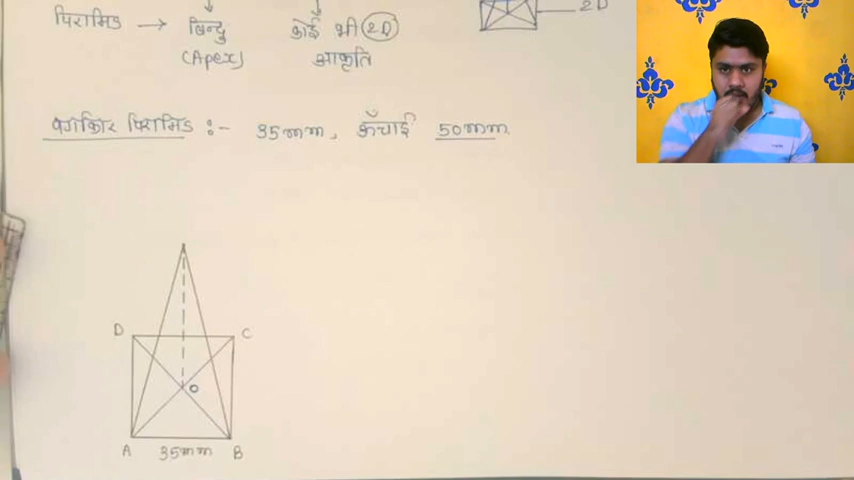 पिरामिड → बिन्दु कोई भी 2D
(Apex) आकृति
2D
वर्गाकार पिरामिड :- 35mm, ऊँचाई 50mm
D C
O
A 35mm B